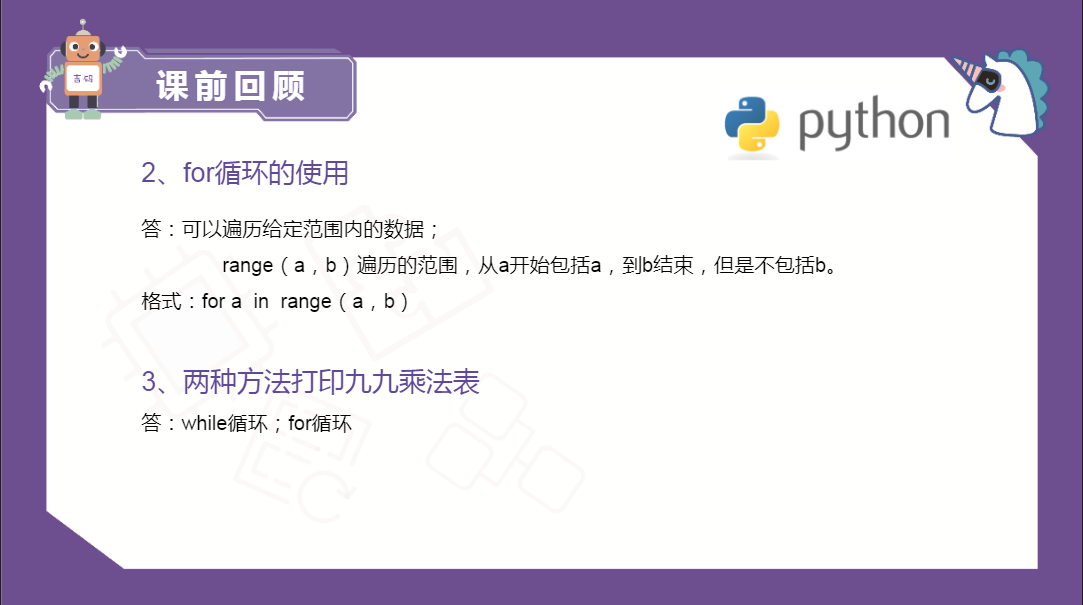 吉码
课前回顾
python
2、for循环的使用
答：可以遍历给定范围内的数据；
range（a，b）遍历的范围，从a开始包括a，到b结束，但是不包括b。
格式：for a  in  range（a，b）
3、两种方法打印九九乘法表
答：while循环；for循环